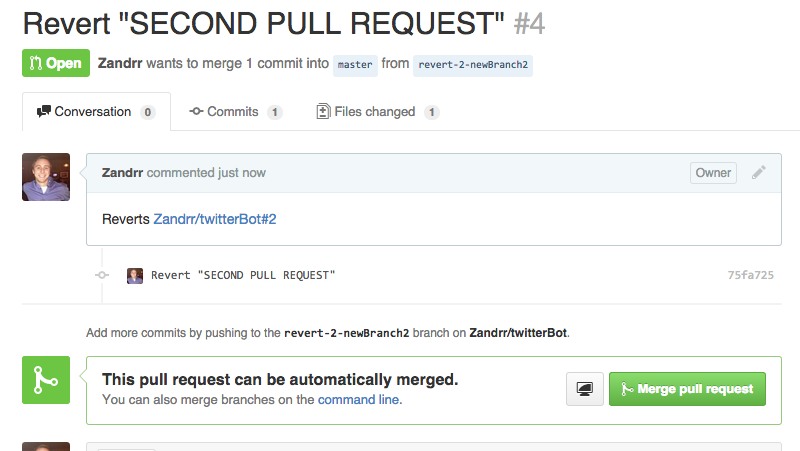 Revert "SECOND PULL REQUEST" #4
Open Zandrr wants to merge 1 commit into master from revert-2-newBranch2
Conversation 0 Commits 1 Files changed 1
Zandrr commented just now Owner
Reverts Zandrr/twitterBot#2
Revert "SECOND PULL REQUEST" 75fa725
Add more commits by pushing to the revert-2-newBranch2 branch on Zandrr/twitterBot.
This pull request can be automatically merged.
You can also merge branches on the command line.
Merge pull request